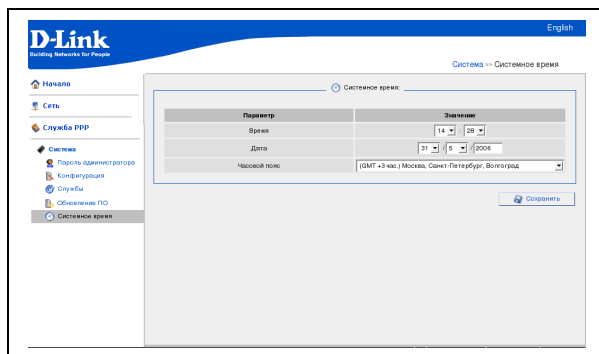 English
D-Link
Building Networks for People
Система >> Системное время
Начало
Сеть
Служба PPP
Система
Пароль администратора
Конфигурация
Службы
Обновление ПО
Системное время
Системное время:
Параметр Значение
Время 14 : 28
Дата 31 / 5 / 2006
Часовой пояс (GMT +3 час.) Москва, Санкт-Петербург, Волгоград
Сохранить